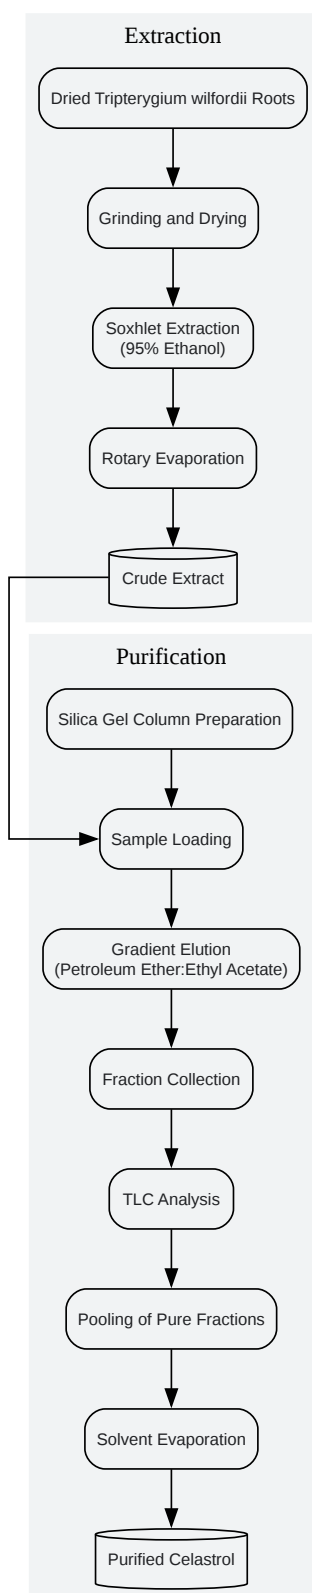 Extraction
Dried Tripterygium wilfordii Roots
Grinding and Drying
Soxhlet Extraction
(95% Ethanol)
Rotary Evaporation
Crude Extract
Purification
Silica Gel Column Preparation
Sample Loading
Gradient Elution
(Petroleum Ether:Ethyl Acetate)
Fraction Collection
TLC Analysis
Pooling of Pure Fractions
Solvent Evaporation
Purified Celastrol